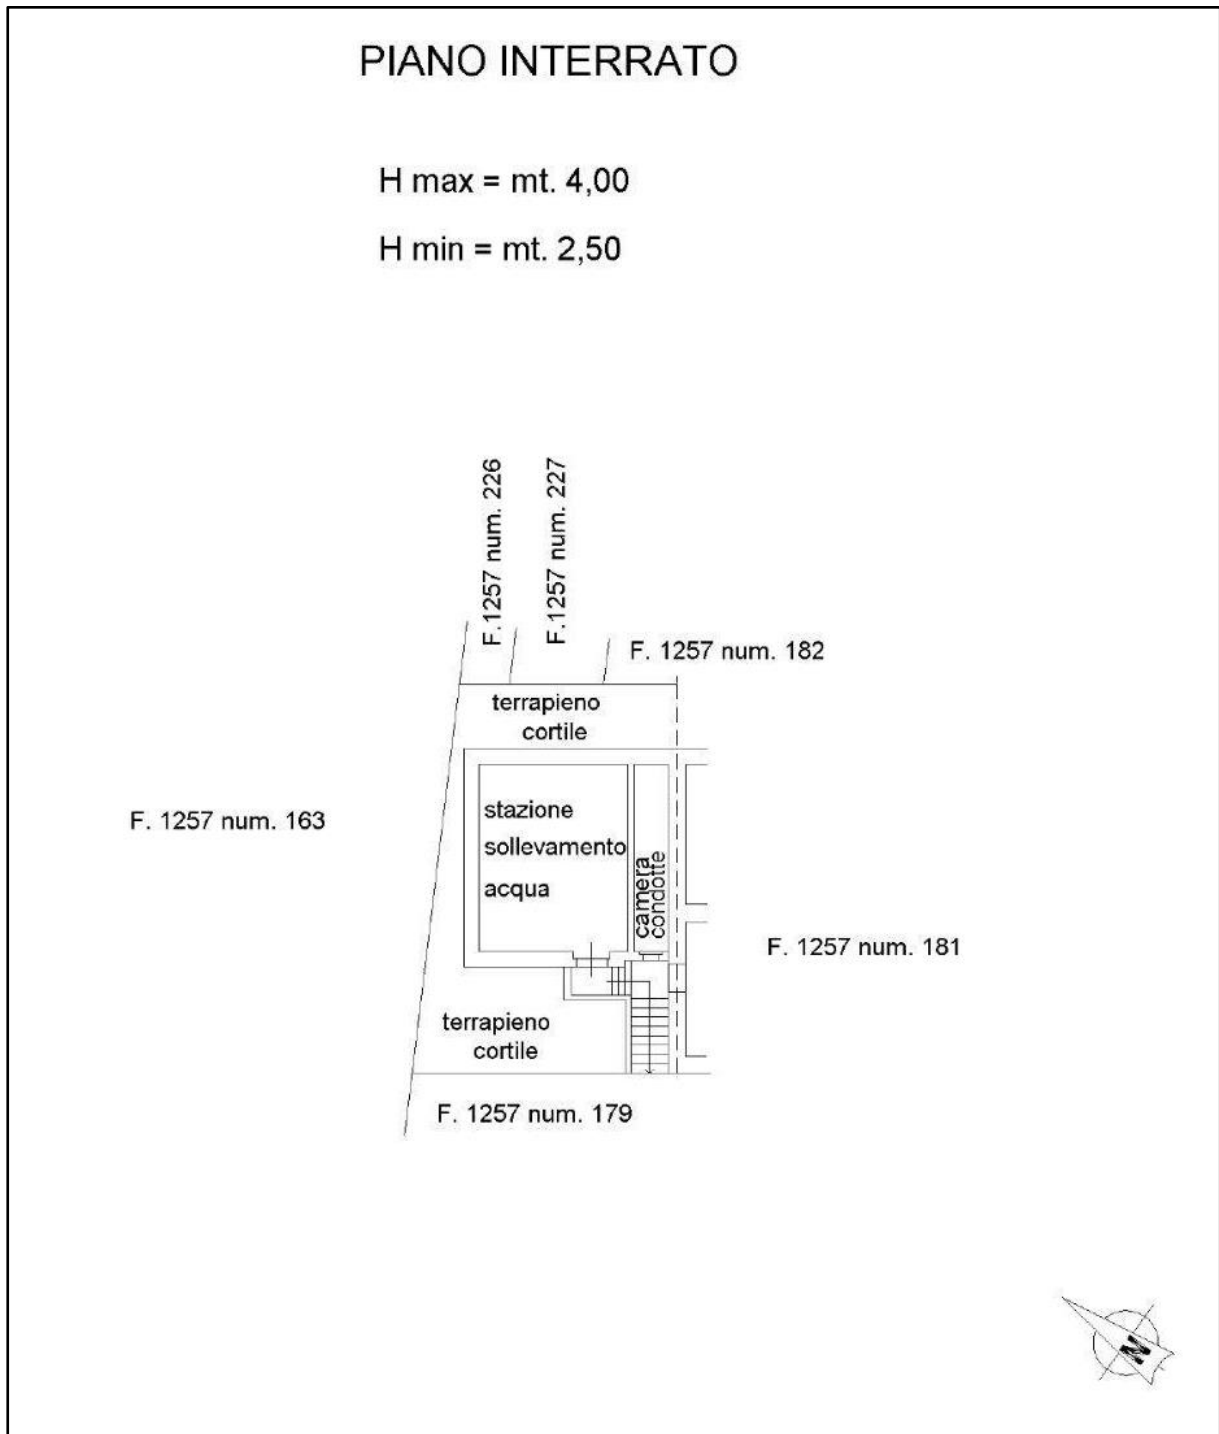 PIANO INTERRATO
H max = mt. 4,00
H min = mt. 2,50
F.1257 num. 226
F.1257 num. 227
F. 1257 num. 182
terrapieno
cortile
F. 1257 num. 163
stazione
sollevamento
acqua
camera
condotte
F. 1257 num. 181
terrapieno
cortile
F. 1257 num. 179
N